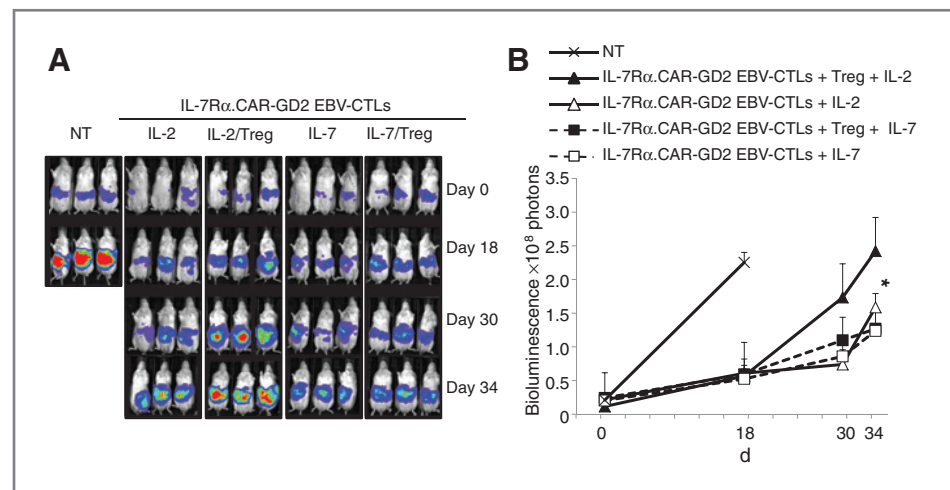 A
IL-7Rα.CAR-GD2 EBV-CTLs
NT IL-2 IL-2/Treg IL-7 IL-7/Treg
Day 0
Day 18
Day 30
Day 34
B
NT
IL-7Rα.CAR-GD2 EBV-CTLs + Treg + IL-2
IL-7Rα.CAR-GD2 EBV-CTLs + IL-2
IL-7Rα.CAR-GD2 EBV-CTLs + Treg + IL-7
IL-7Rα.CAR-GD2 EBV-CTLs + IL-7
Bioluminescence ×10⁸ photons
3.5
3.0
2.5
2.0
1.5
1.0
0.5
0
*
0 18 30 34
d